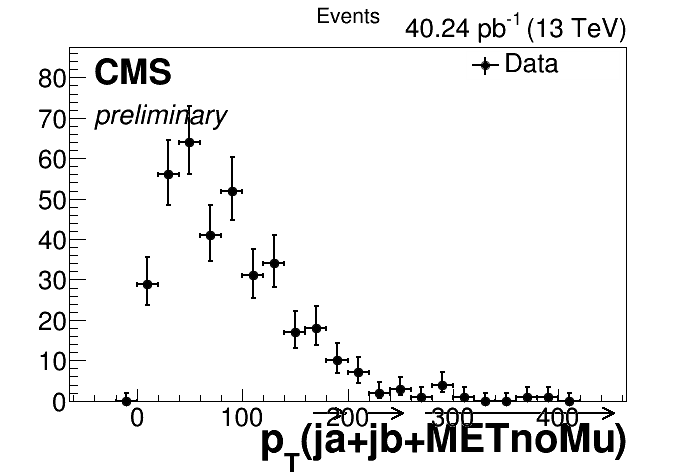 Events
40.24 pb-1 (13 TeV)
CMS
preliminary
Data
80
70
60
50
40
30
20
10
0
0 100 200 300 400
pT(ja+jb+METnoMu)